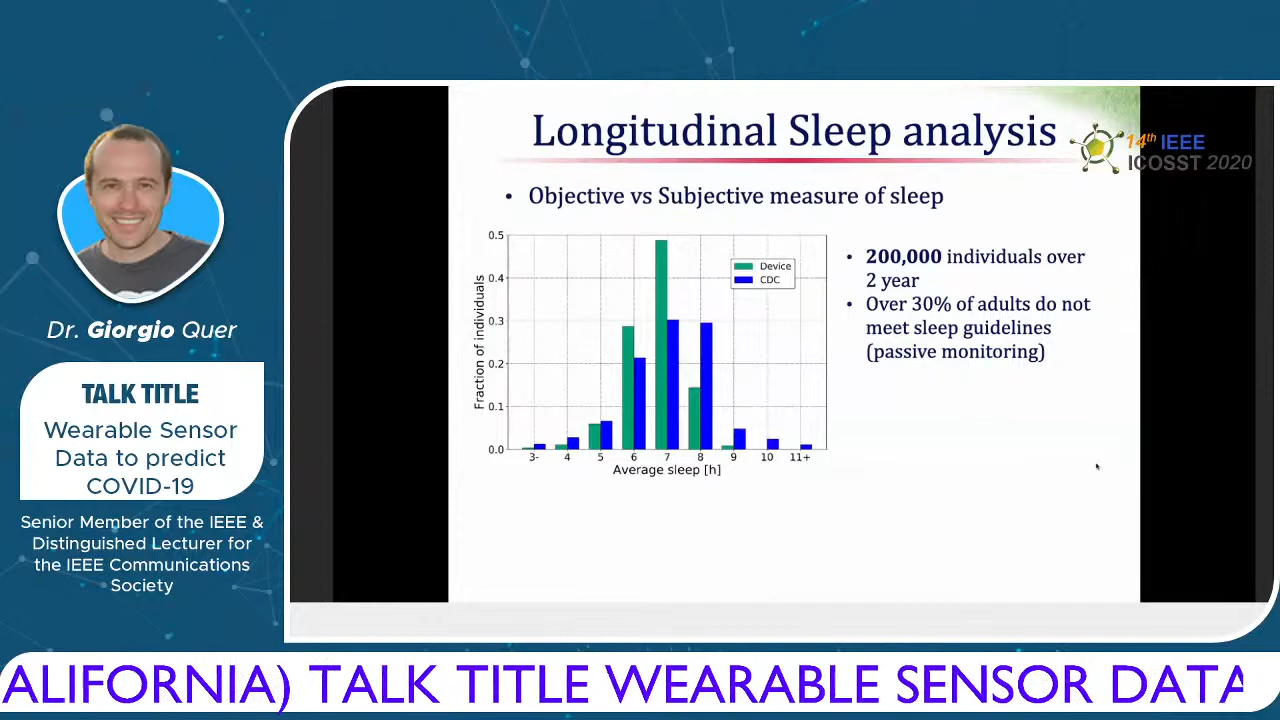 Longitudinal Sleep analysis
14th IEEE
ICOSST 2020
• Objective vs Subjective measure of sleep
Fraction of individuals
0.5
0.4
0.3
0.2
0.1
0.0
Device
CDC
3- 4 5 6 7 8 9 10 11+
Average sleep [h]
• 200,000 individuals over
2 year
• Over 30% of adults do not
meet sleep guidelines
(passive monitoring)
Dr. Giorgio Quer
TALK TITLE
Wearable Sensor
Data to predict
COVID-19
Senior Member of the IEEE &
Distinguished Lecturer for
the IEEE Communications
Society
ALIFORNIA) TALK TITLE WEARABLE SENSOR DATA